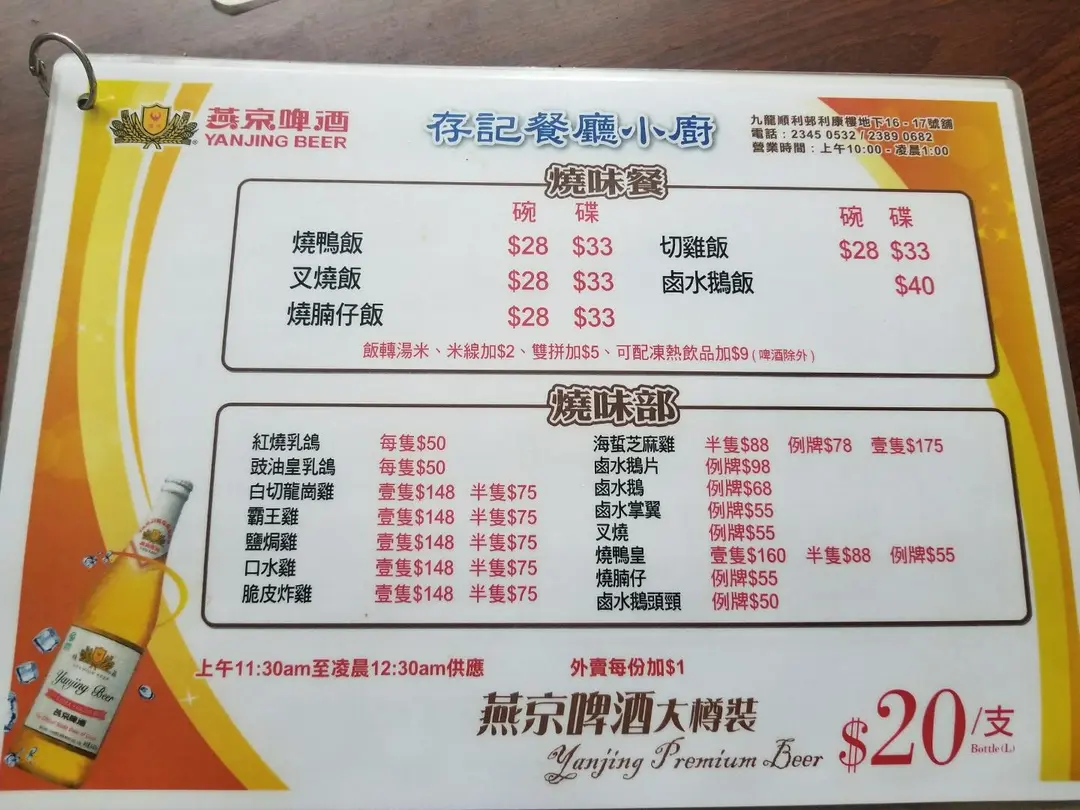 燕京啤酒
YANJING BEER
存記餐廳小廚
九龍順利邨利康樓地下16 - 17號舖
電話：2345 0532 / 2389 0682
營業時間：上午10:00 - 凌晨1:00
燒味餐
碗 碟
燒鴨飯 $28 $33
叉燒飯 $28 $33
燒腩仔飯 $28 $33
碗 碟
切雞飯 $28 $33
鹵水鵝飯 $40
飯轉湯米、米線加$2、雙拼加$5、可配凍熱飲品加$9 ( 啤酒除外 )
燒味部
紅燒乳鴿 每隻$50
豉油皇乳鴿 每隻$50
白切龍崗雞 壹隻$148 半隻$75
霸王雞 壹隻$148 半隻$75
鹽焗雞 壹隻$148 半隻$75
口水雞 壹隻$148 半隻$75
脆皮炸雞 壹隻$148 半隻$75
海蜇芝麻雞 半隻$88 例牌$78 壹隻$175
鹵水鵝片 例牌$98
鹵水鵝 例牌$68
鹵水掌翼 例牌$55
叉燒 例牌$55
燒鴨皇 壹隻$160 半隻$88 例牌$55
燒腩仔 例牌$55
鹵水鵝頭頸 例牌$50
上午11:30am至凌晨12:30am供應
外賣每份加$1
燕京啤酒大樽裝
Yanjing Premium Beer
$20/支
Bottle(L)
Yanjing Beer
燕京啤酒